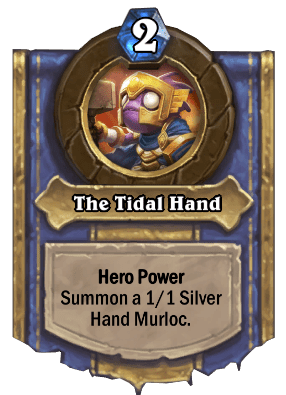 2
The Tidal Hand
Hero Power
Summon a 1/1 Silver
Hand Murloc.